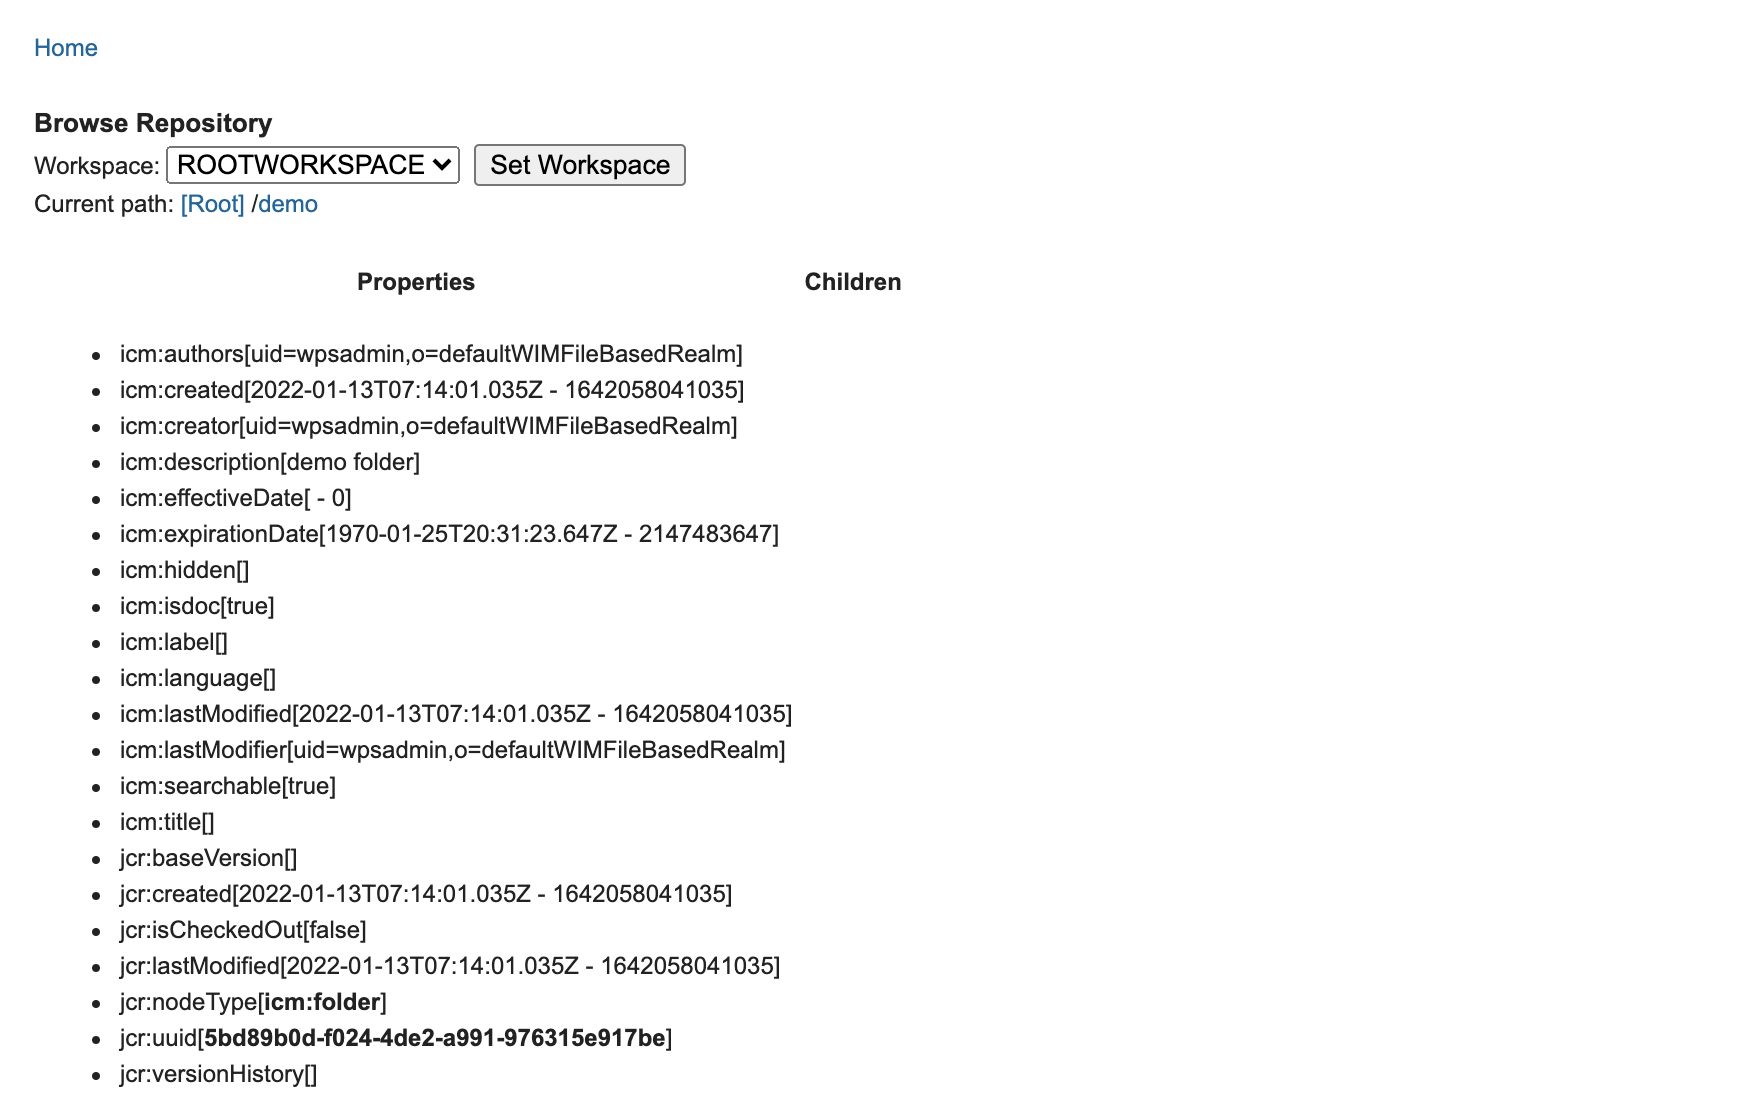 Home
Browse Repository
Workspace: ROOTWORKSPACE Set Workspace
Current path: [Root] /demo
Properties Children
icm:authors[uid=wpsadmin,o=defaultWIMFileBasedRealm]
icm:created[2022-01-13T07:14:01.035Z - 1642058041035]
icm:creator[uid=wpsadmin,o=defaultWIMFileBasedRealm]
icm:description[demo folder]
icm:effectiveDate[ - 0]
icm:expirationDate[1970-01-25T20:31:23.647Z - 2147483647]
icm:hidden[]
icm:isdoc[true]
icm:label[]
icm:language[]
icm:lastModified[2022-01-13T07:14:01.035Z - 1642058041035]
icm:lastModifier[uid=wpsadmin,o=defaultWIMFileBasedRealm]
icm:searchable[true]
icm:title[]
jcr:baseVersion[]
jcr:created[2022-01-13T07:14:01.035Z - 1642058041035]
jcr:isCheckedOut[false]
jcr:lastModified[2022-01-13T07:14:01.035Z - 1642058041035]
jcr:nodeType[icm:folder]
jcr:uuid[5bd89b0d-f024-4de2-a991-976315e917be]
jcr:versionHistory[]